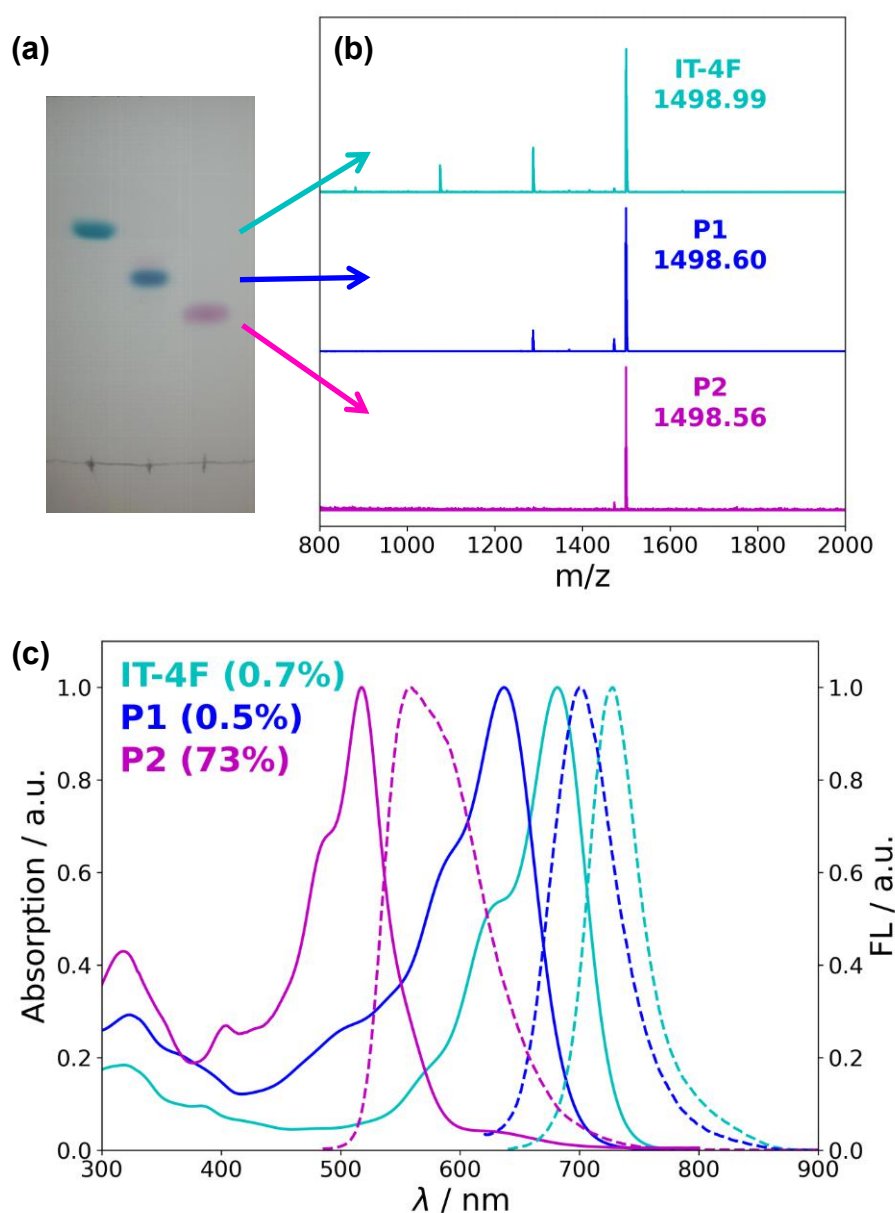 (a)
(b)
IT-4F
1498.99
P1
1498.60
P2
1498.56
800 1000 1200 1400 1600 1800 2000
m/z
(c)
IT-4F (0.7%)
P1 (0.5%)
P2 (73%)
1.0
0.8
0.6
0.4
0.2
0.0
Absorption / a.u.
1.0
0.8
0.6
0.4
0.2
0.0
FL / a.u.
300 400 500 600 700 800 900
λ / nm